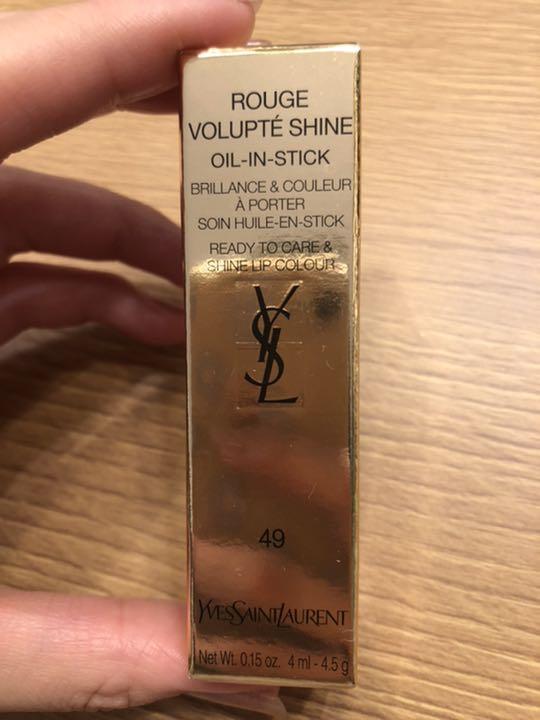 ROUGE
VOLUPTÉ SHINE
OIL-IN-STICK
BRILLANCE & COULEUR
À PORTER
SOIN HUILE-EN-STICK
READY TO CARE &
SHINE LIP COLOUR
YSL
49
YVESSAINTLAURENT
Net Wt. 0.15 oz. 4 ml - 4.5 g